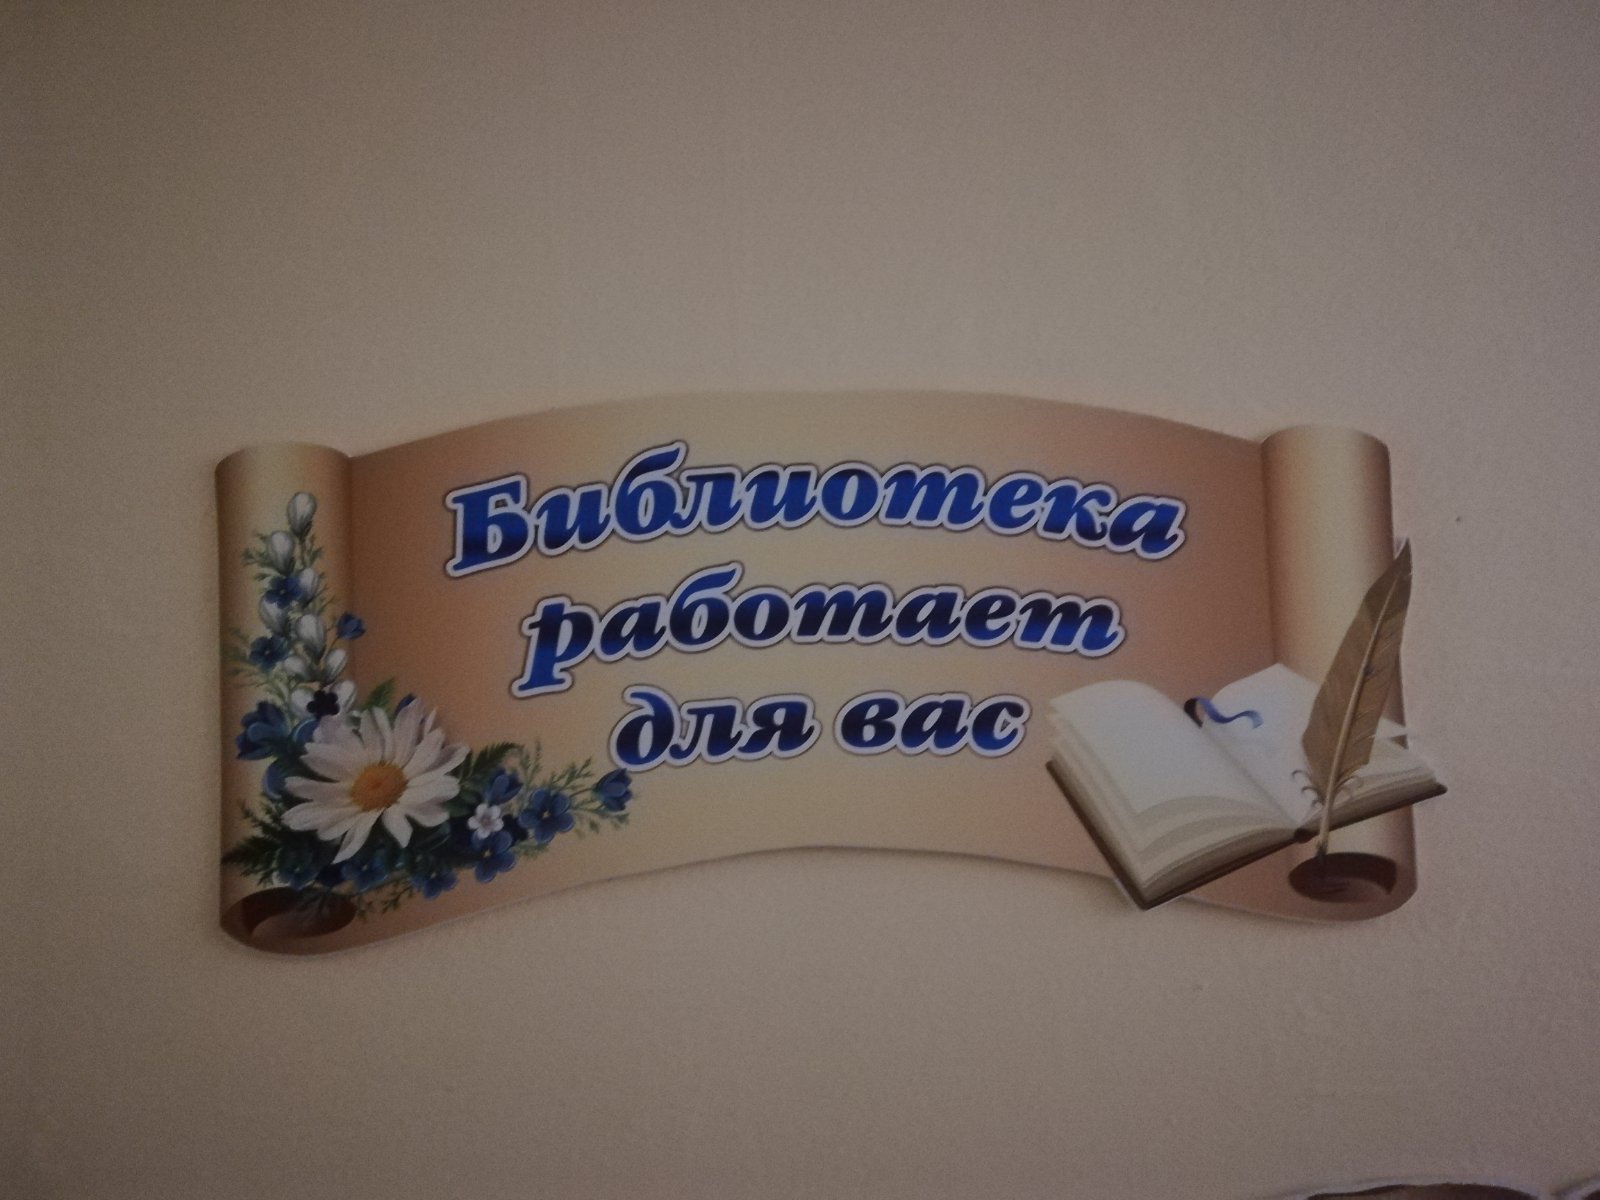 Библиотека
работает
для вас